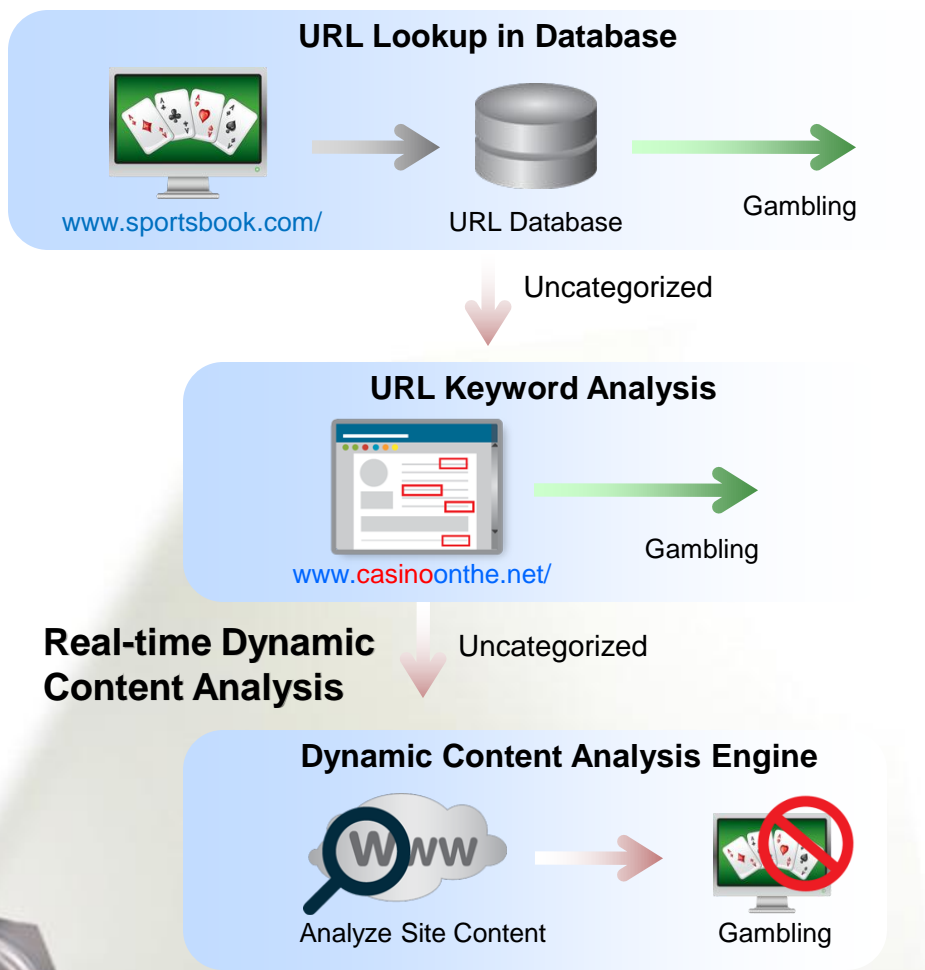 URL Lookup in Database
www.sportsbook.com/
URL Database
Gambling
Uncategorized
URL Keyword Analysis
www.casinoonthe.net/
Gambling
Real-time Dynamic
Content Analysis
Uncategorized
Dynamic Content Analysis Engine
Www
Analyze Site Content
Gambling